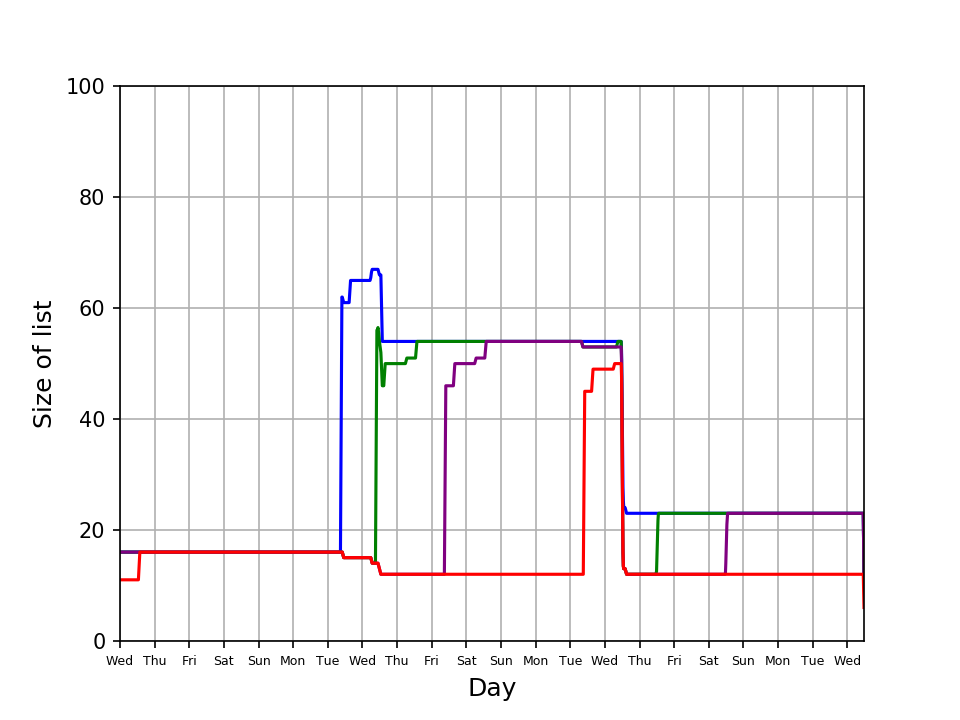 100
80
60
40
20
0
Size of list
Wed Thu Fri Sat Sun Mon Tue Wed Thu Fri Sat Sun Mon Tue Wed Thu Fri Sat Sun Mon Tue Wed
Day